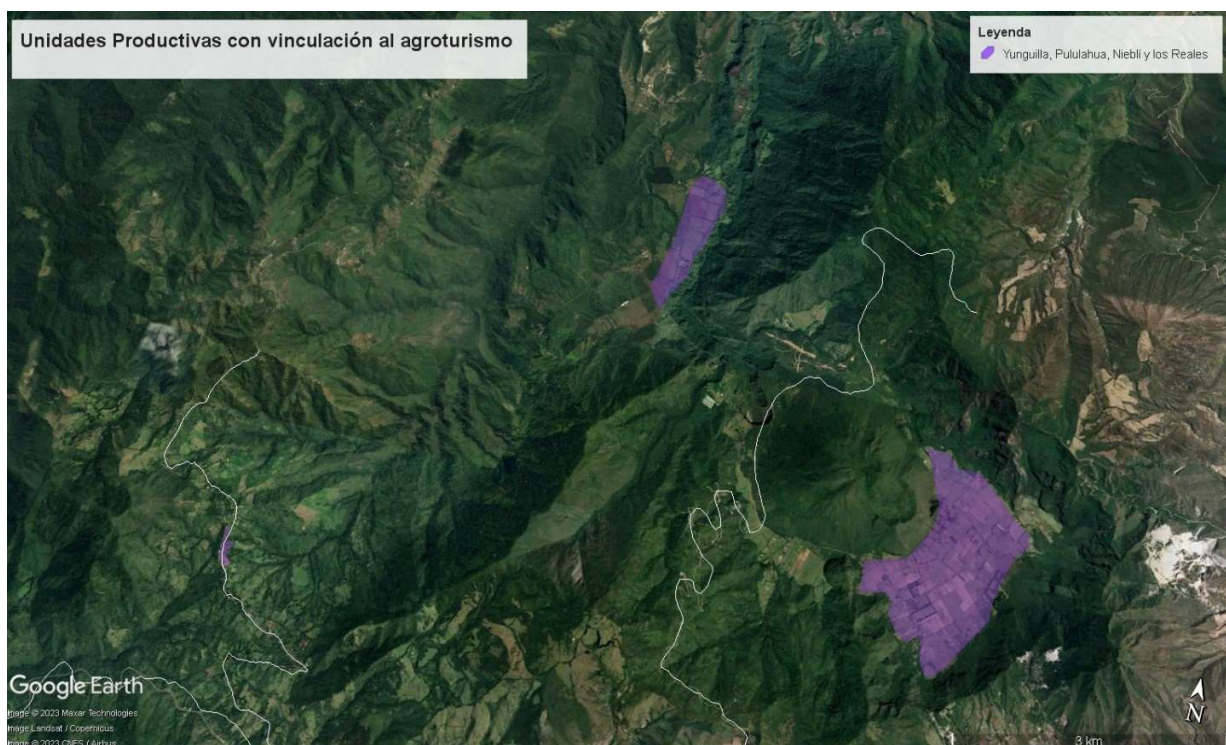 Unidades Productivas con vinculación al agroturismo
Leyenda
Yunguilla, Pululahua, Nieblí y los Reales
Google Earth
Image © 2023 Maxar Technologies
Image Landsat / Copernicus
Image © 2023 CNES / Airbus
N
3 km